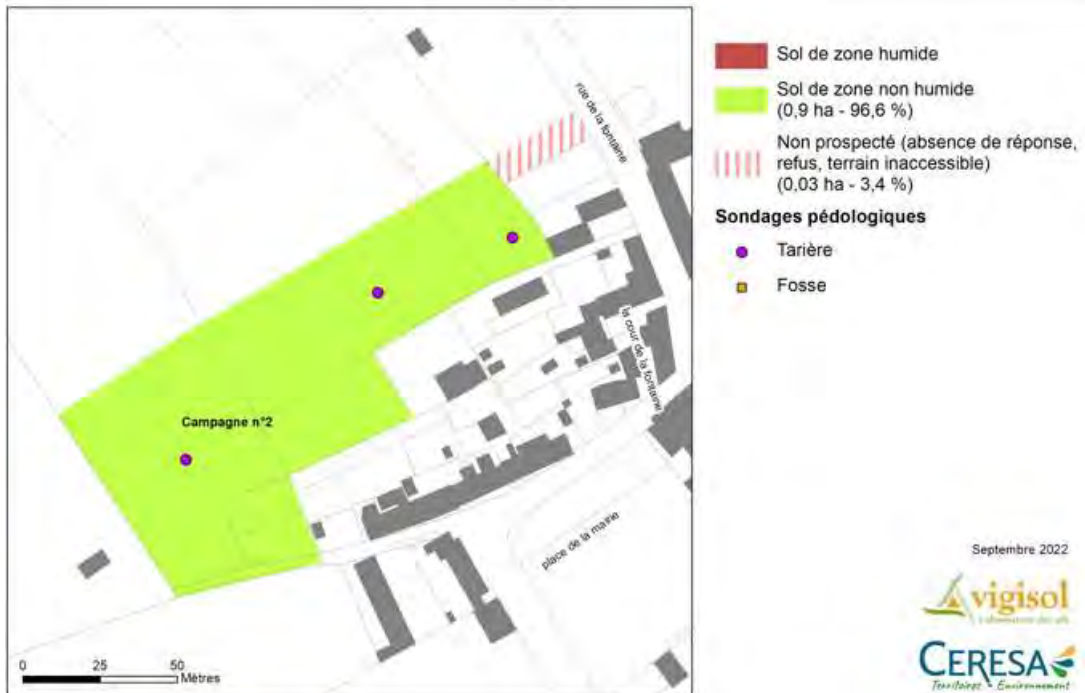 rue de la fontaine
la cour de la fontaine
Campagne n°2
place de la mairie
0 25 50
Mètres
Sol de zone humide
Sol de zone non humide
(0,9 ha - 96,6 %)
Non prospecté (absence de réponse,
refus, terrain inaccessible)
(0,03 ha - 3,4 %)
Sondages pédologiques
Tarière
Fosse
Septembre 2022
vigisol
CERESA
Territoires - Environnement